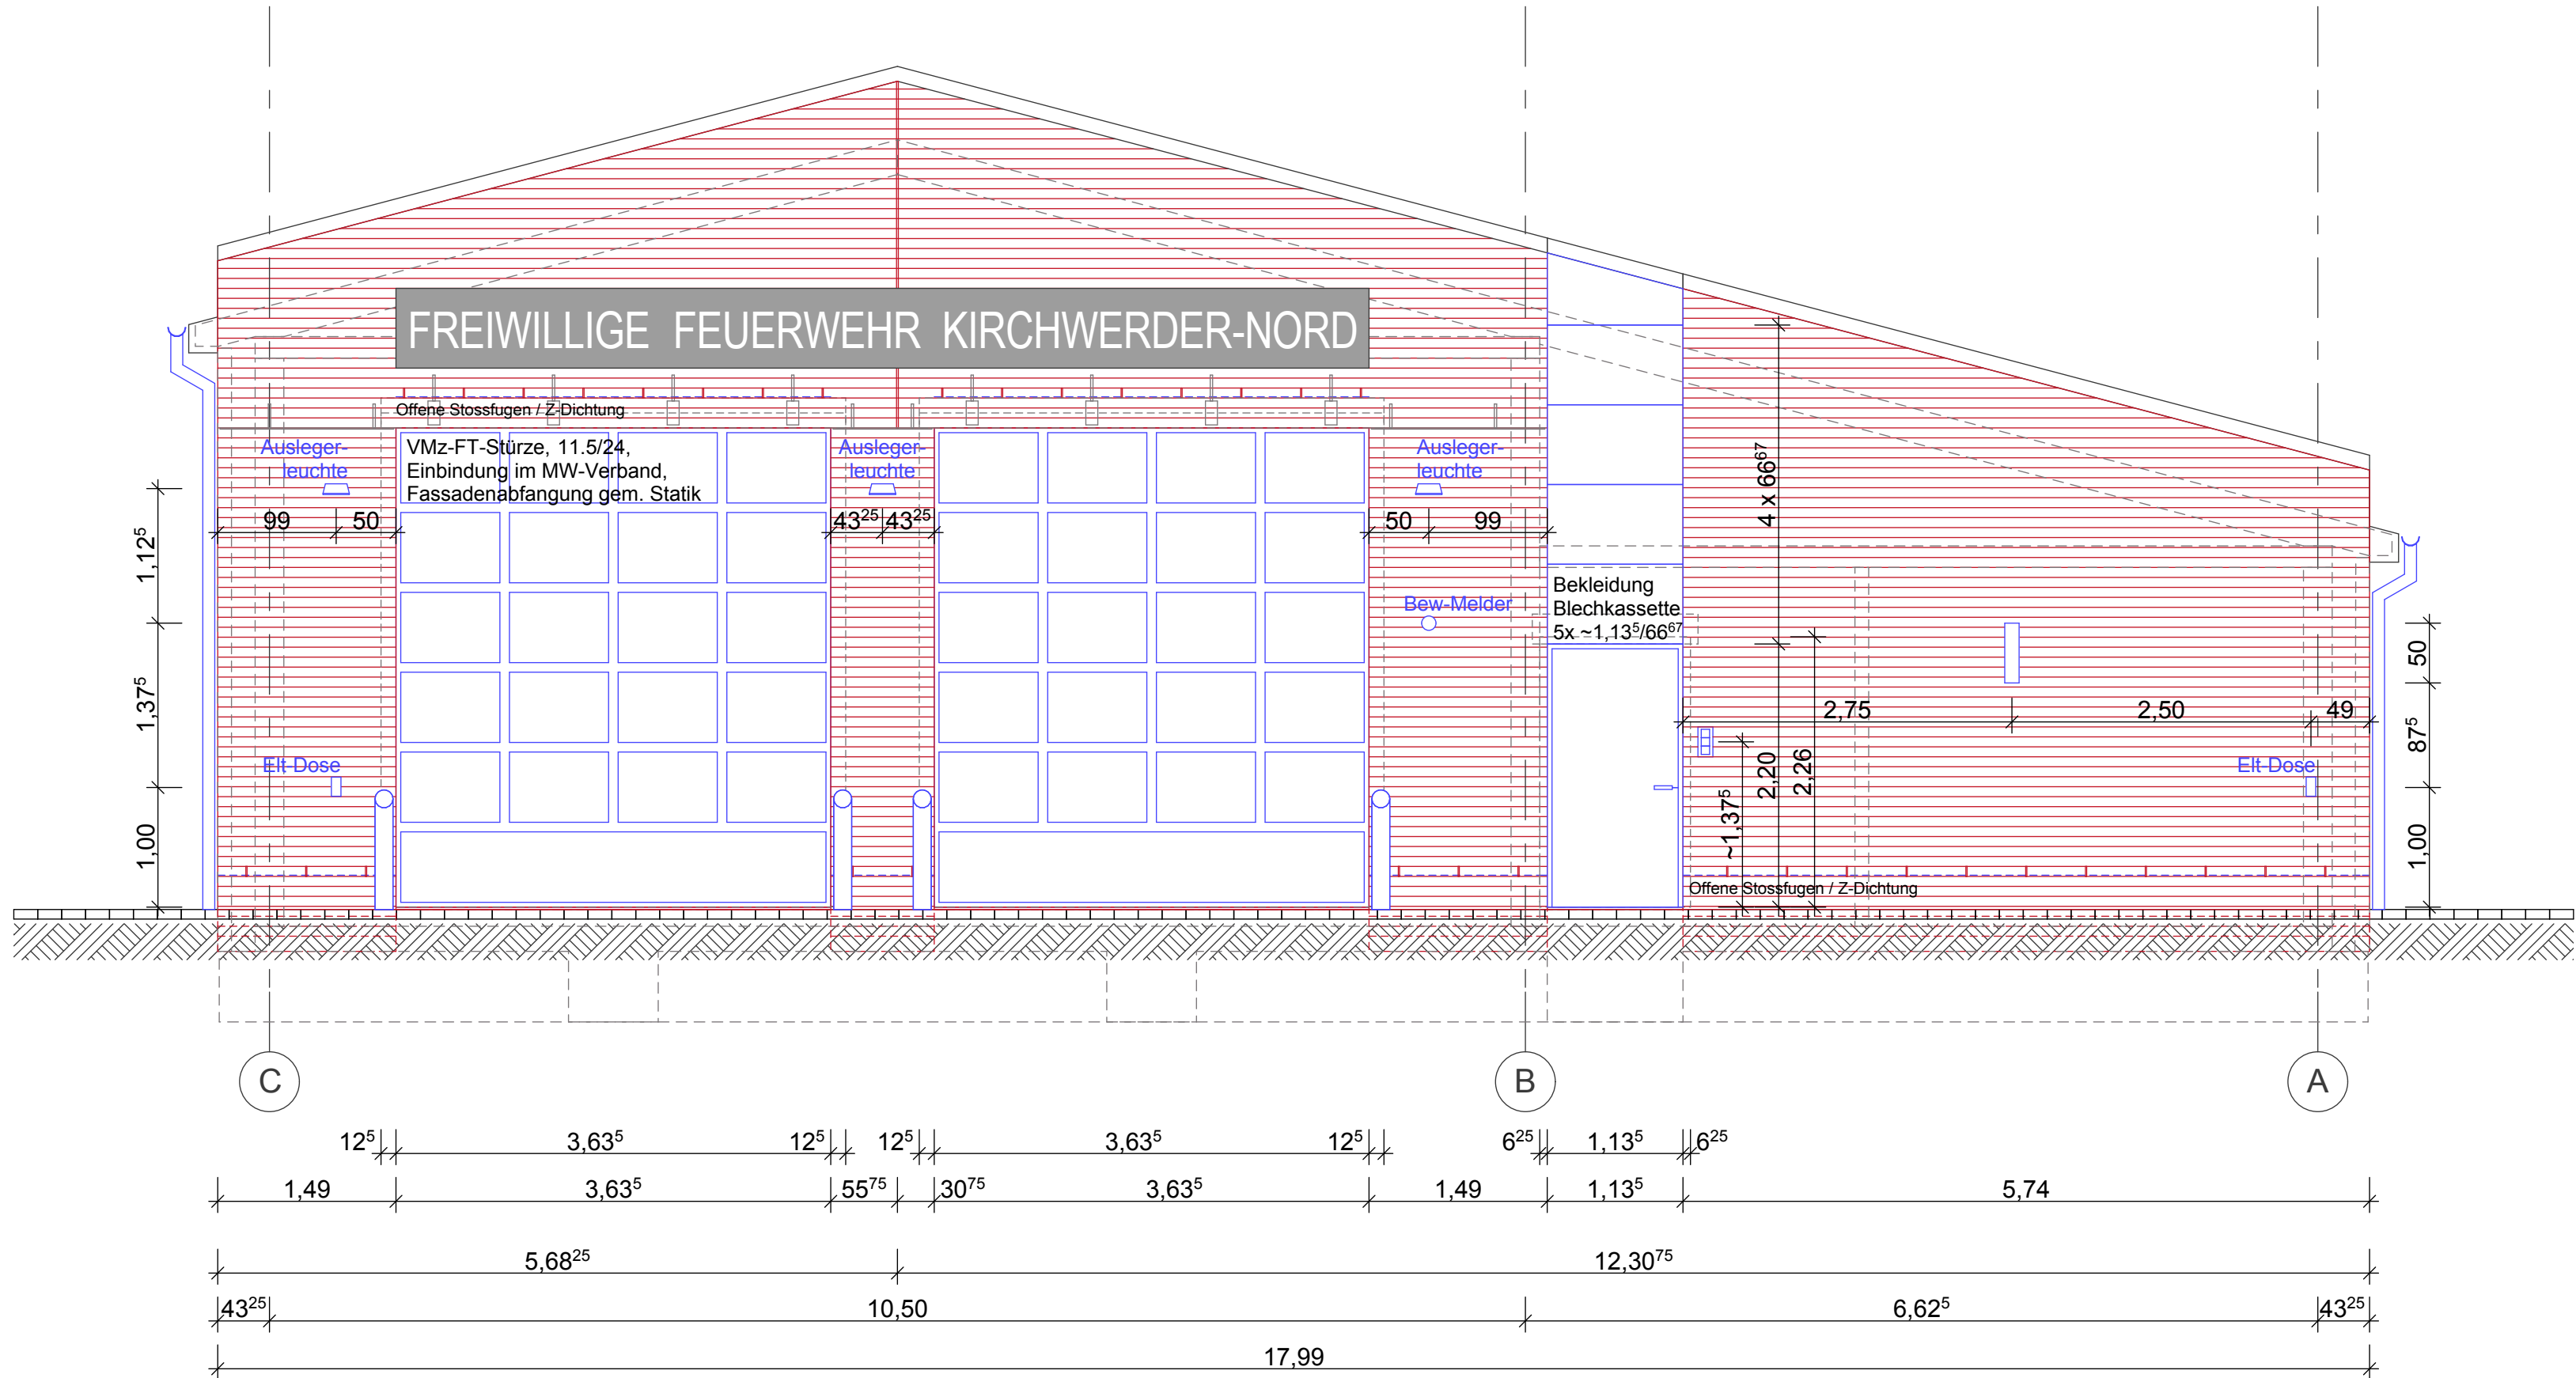 FREIWILLIGE FEUERWEHR KIRCHWERDER-NORD
Offene Stossfugen / Z-Dichtung
Ausleger-
leuchte
VMz-FT-Stürze, 11.5/24,
Einbindung im MW-Verband,
Fassadenabfangung gem. Statik
Ausleger-
leuchte
Ausleger-
leuchte
99 50 43²⁵ 43²⁵ 50 99
4 x 66⁶⁷
1,12⁵
1,37⁵
1,00
Bew-Melder
Bekleidung
Blechkassette
5x ~1,13⁵/66⁶⁷
2,75 2,50 49
50
87⁵
1,00
~1,37⁵
2,20
2,26
Elt-Dose
Elt-Dose
Offene Stossfugen / Z-Dichtung
C B A
12⁵ 3,63⁵ 12⁵ 12⁵ 3,63⁵ 12⁵ 6²⁵ 1,13⁵ 6²⁵
1,49 3,63⁵ 55⁷⁵ 30⁷⁵ 3,63⁵ 1,49 1,13⁵ 5,74
5,68²⁵ 12,30⁷⁵
43²⁵ 10,50 6,62⁵ 43²⁵
17,99